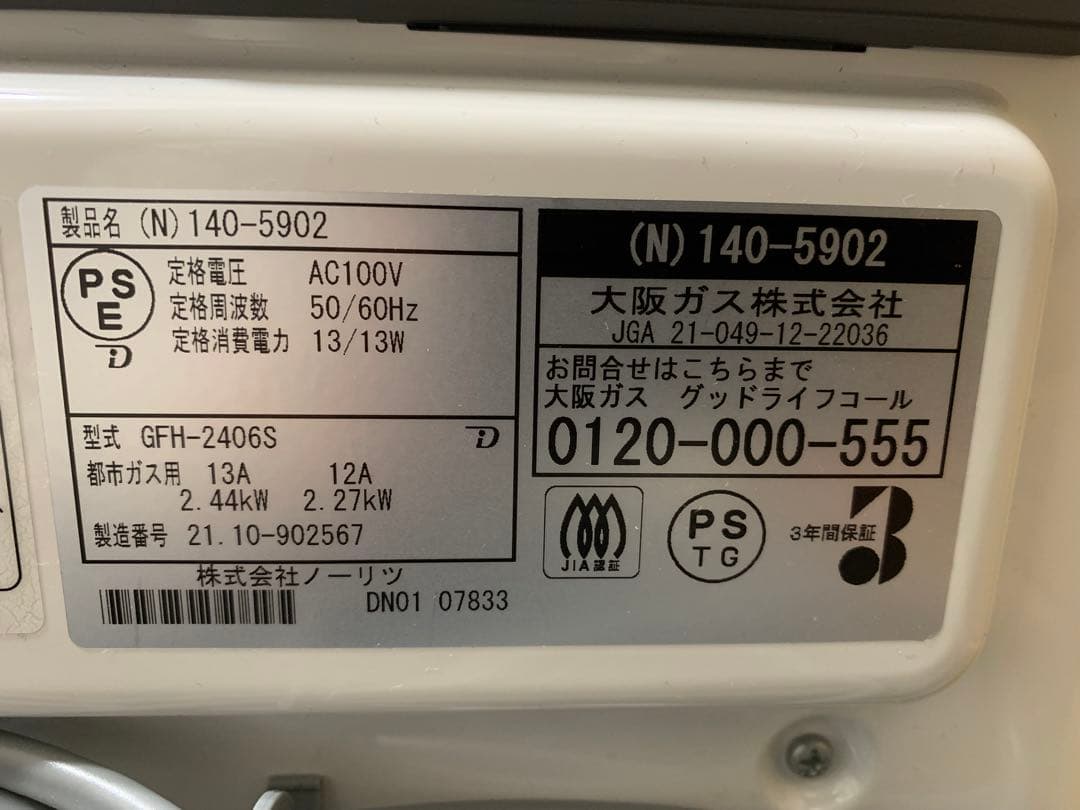 製品名 (N)140-5902
PS
E
定格電圧 AC100V
定格周波数 50/60Hz
定格消費電力 13/13W
型式 GFH-2406S
都市ガス用 13A 12A
2.44kW 2.27kW
製造番号 21.10-902567
株式会社ノーリツ
DN01 07833
(N)140-5902
大阪ガス株式会社
JGA 21-049-12-22036
お問合せはこちらまで
大阪ガス グッドライフコール
0120-000-555
JIA認証
PS
TG
3年間保証